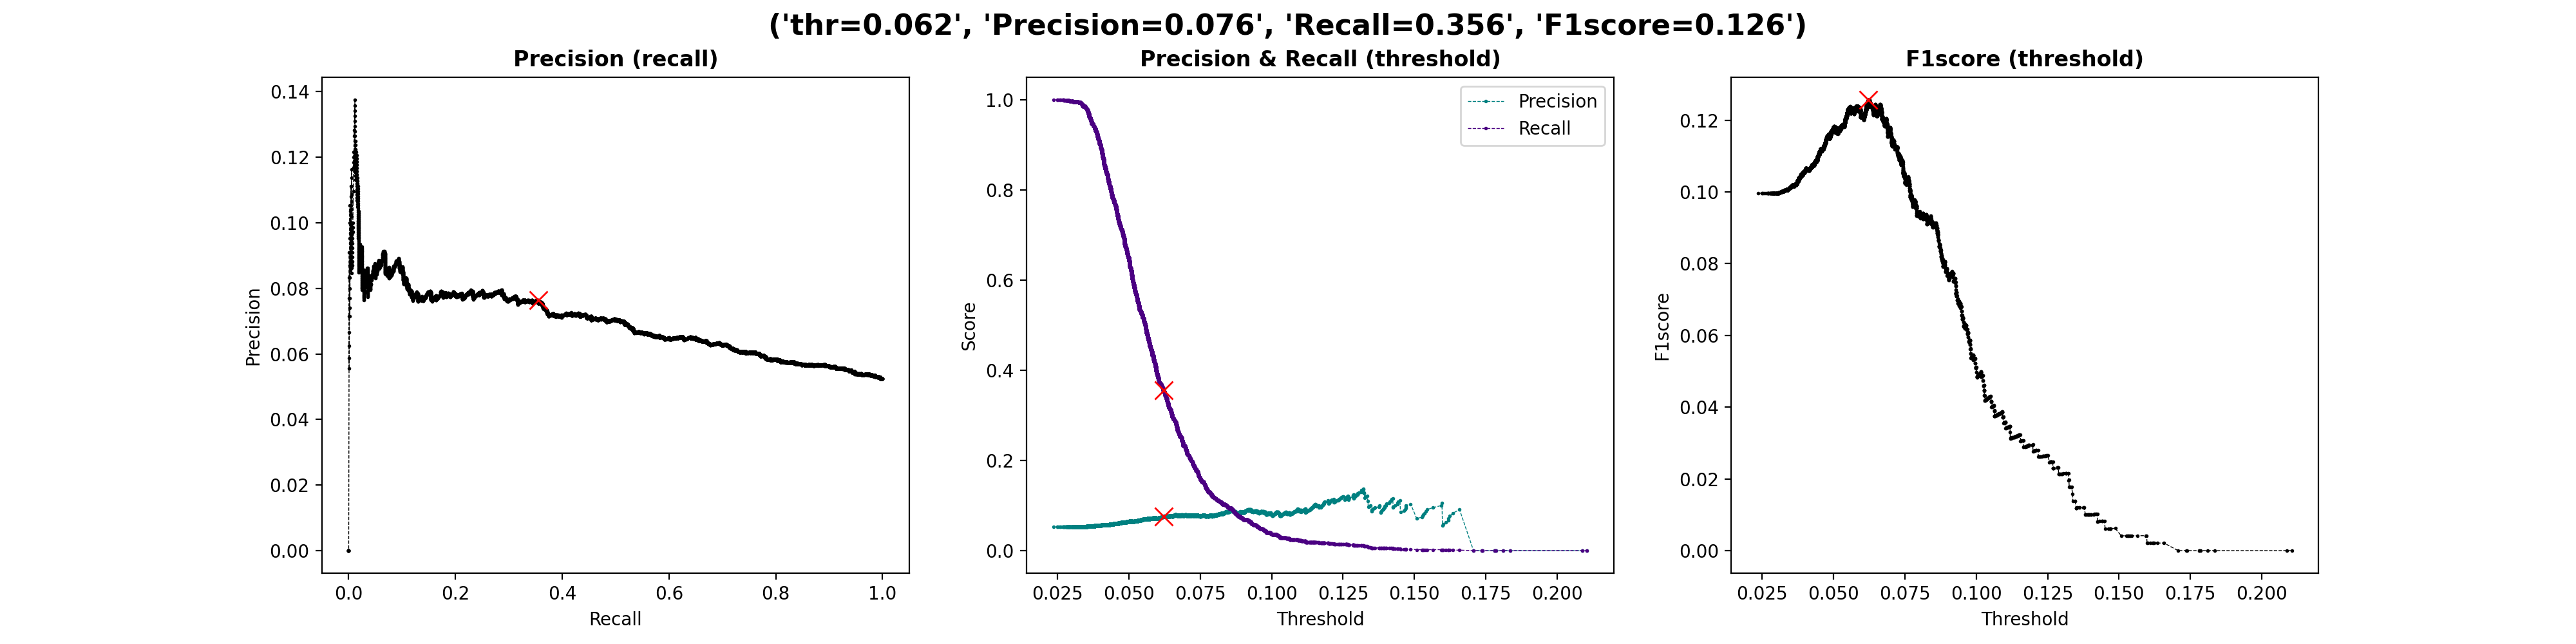 ('thr=0.062', 'Precision=0.076', 'Recall=0.356', 'F1score=0.126')
Precision (recall)
0.14
0.12
0.10
0.08
0.06
0.04
0.02
0.00
Precision
0.0 0.2 0.4 0.6 0.8 1.0
Recall
Precision & Recall (threshold)
1.0
0.8
0.6
0.4
0.2
0.0
Score
Precision
Recall
0.025 0.050 0.075 0.100 0.125 0.150 0.175 0.200
Threshold
F1score (threshold)
0.12
0.10
0.08
0.06
0.04
0.02
0.00
F1score
0.025 0.050 0.075 0.100 0.125 0.150 0.175 0.200
Threshold